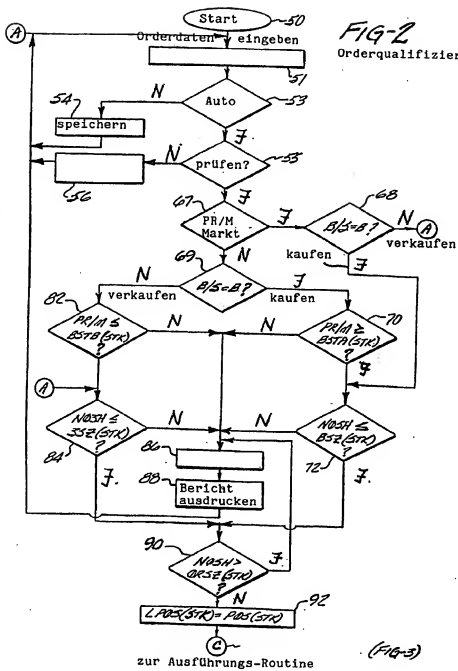 Start
50
A
FIG-2
Orderdaten eingeben
Orderqualifizier
51
N
Auto
53
54
speichern
J
N
prüfen?
55
56
J
67
PR/M
Markt
J
68
B/S=B?
N
A
verkaufen
kaufen
J
N
69
N
B/S=B?
J
verkaufen
kaufen
82
PR/M ≤
BSTB(STK)
?
N
N
PR/M ≥
BSTA(STK)
?
70
J
A
NOSH ≤
SSZ(STK)
?
84
N
N
NOSH ≤
BSZ(STK)
?
72
86
J.
J
88
Bericht
ausdrucken
90
NOSH >
ORSZ(STK)
?
J
N
92
LPOS(STK)= POS(STK)
C
(FIG-3)
zur Ausführungs-Routine